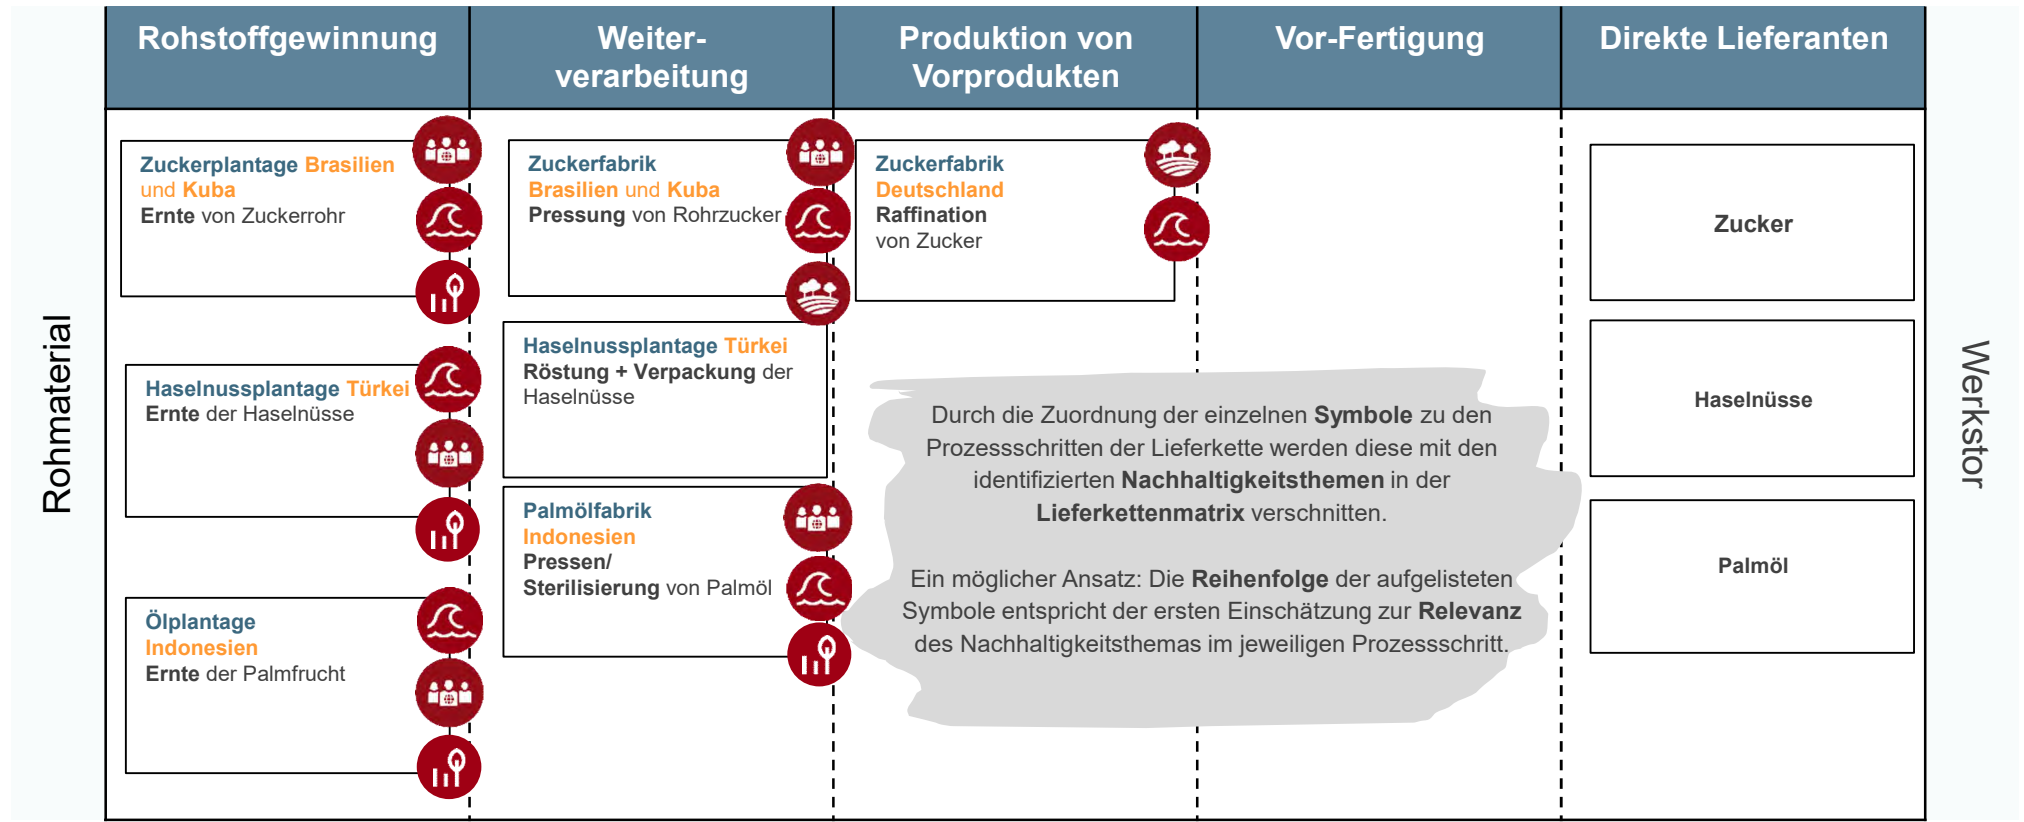 Rohstoffgewinnung
Weiter-
verarbeitung
Produktion von
Vorprodukten
Vor-Fertigung
Direkte Lieferanten
Rohmaterial
Zuckerplantage Brasilien
und Kuba
Ernte von Zuckerrohr
Zuckerfabrik
Brasilien und Kuba
Pressung von Rohrzucker
Zuckerfabrik
Deutschland
Raffination
von Zucker
Zucker
Haselnussplantage Türkei
Ernte der Haselnüsse
Haselnussplantage Türkei
Röstung + Verpackung der
Haselnüsse
Haselnüsse
Ölplantage
Indonesien
Ernte der Palmfrucht
Palmölfabrik
Indonesien
Pressen/
Sterilisierung von Palmöl
Palmöl
Durch die Zuordnung der einzelnen Symbole zu den
Prozessschritten der Lieferkette werden diese mit den
identifizierten Nachhaltigkeitsthemen in der
Lieferkettenmatrix verschnitten.
Ein möglicher Ansatz: Die Reihenfolge der aufgelisteten
Symbole entspricht der ersten Einschätzung zur Relevanz
des Nachhaltigkeitsthemas im jeweiligen Prozessschritt.
Werkstor